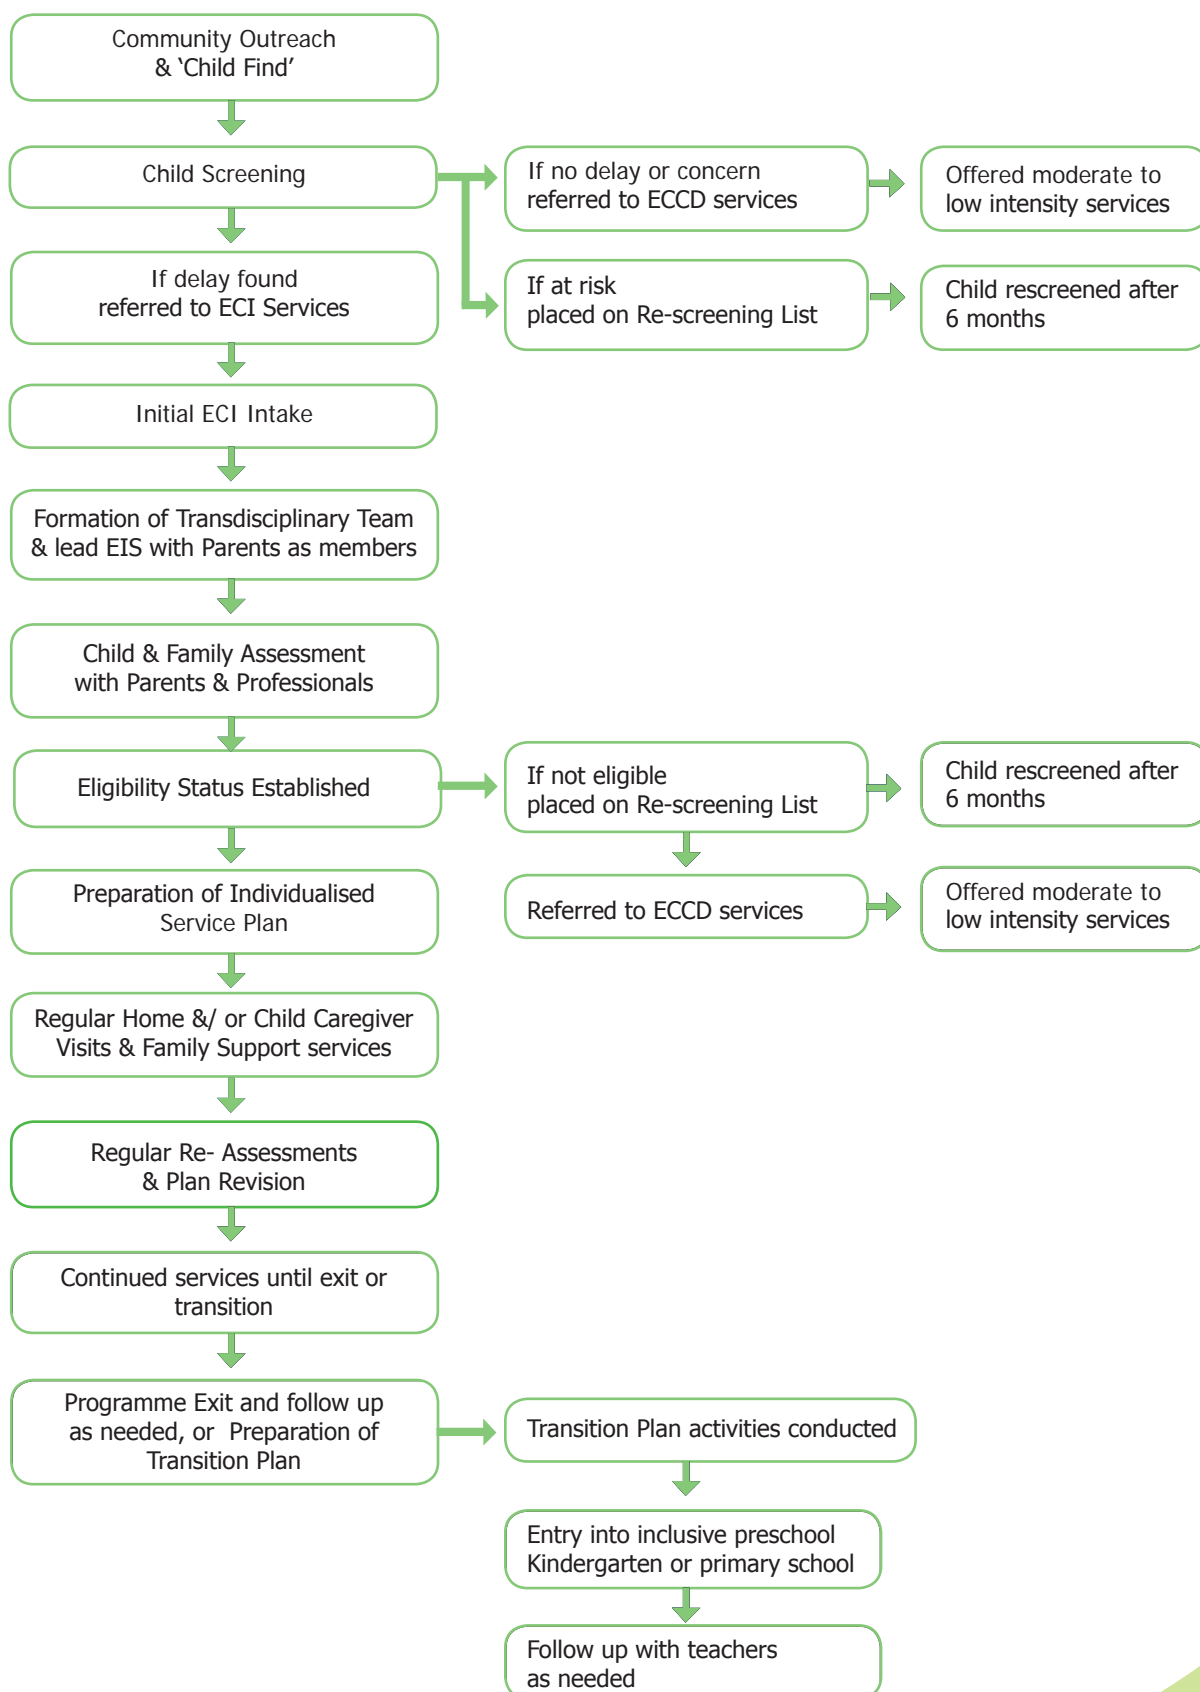 Community Outreach
& ‘Child Find’
Child Screening
If no delay or concern
referred to ECCD services
Offered moderate to
low intensity services
If delay found
referred to ECI Services
If at risk
placed on Re-screening List
Child rescreened after
6 months
Initial ECI Intake
Formation of Transdisciplinary Team
& lead EIS with Parents as members
Child & Family Assessment
with Parents & Professionals
Eligibility Status Established
If not eligible
placed on Re-screening List
Child rescreened after
6 months
Preparation of Individualised
Service Plan
Referred to ECCD services
Offered moderate to
low intensity services
Regular Home &/ or Child Caregiver
Visits & Family Support services
Regular Re- Assessments
& Plan Revision
Continued services until exit or
transition
Programme Exit and follow up
as needed, or Preparation of
Transition Plan
Transition Plan activities conducted
Entry into inclusive preschool
Kindergarten or primary school
Follow up with teachers
as needed